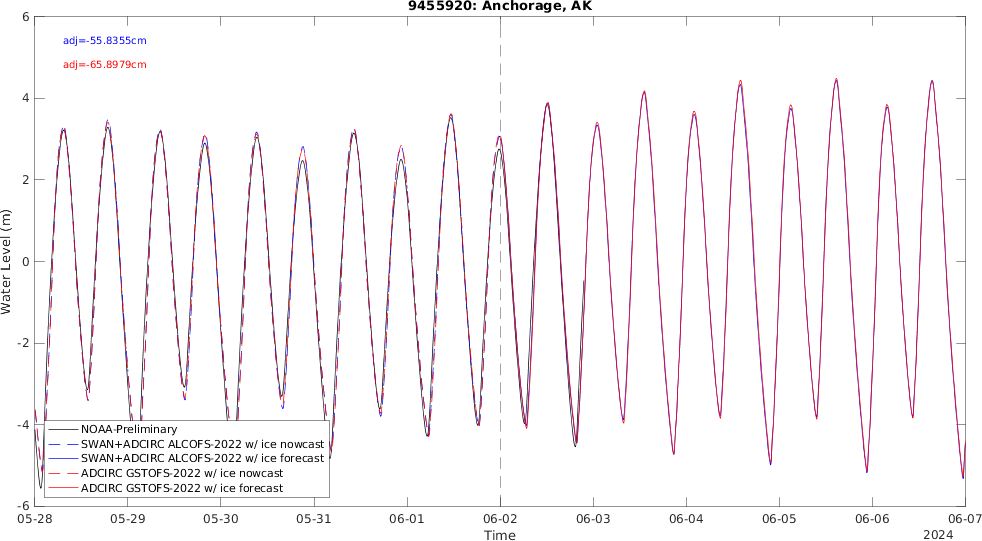 9455920: Anchorage, AK
adj=-55.8355cm
adj=-65.8979cm
Water Level (m)
6
4
2
0
-2
-4
-6
NOAA-Preliminary
SWAN+ADCIRC ALCOFS-2022 w/ ice nowcast
SWAN+ADCIRC ALCOFS-2022 w/ ice forecast
ADCIRC GSTOFS-2022 w/ ice nowcast
ADCIRC GSTOFS-2022 w/ ice forecast
05-28 05-29 05-30 05-31 06-01 06-02 06-03 06-04 06-05 06-06 06-07
Time
2024